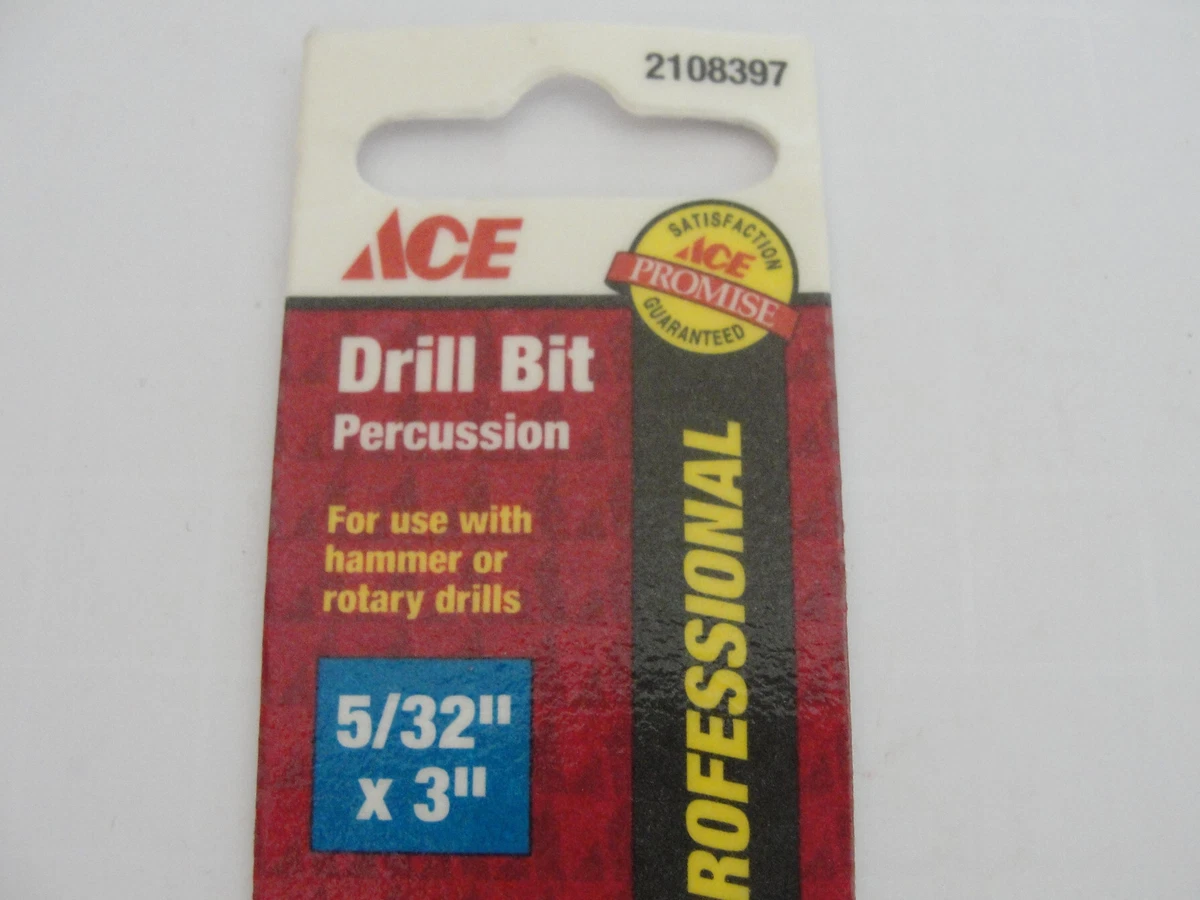 2108397
ACE
SATISFACTION
ACE
PROMISE
GUARANTEED
Drill Bit
Percussion
For use with
hammer or
rotary drills
5/32"
x 3"
ROFESSIONAL